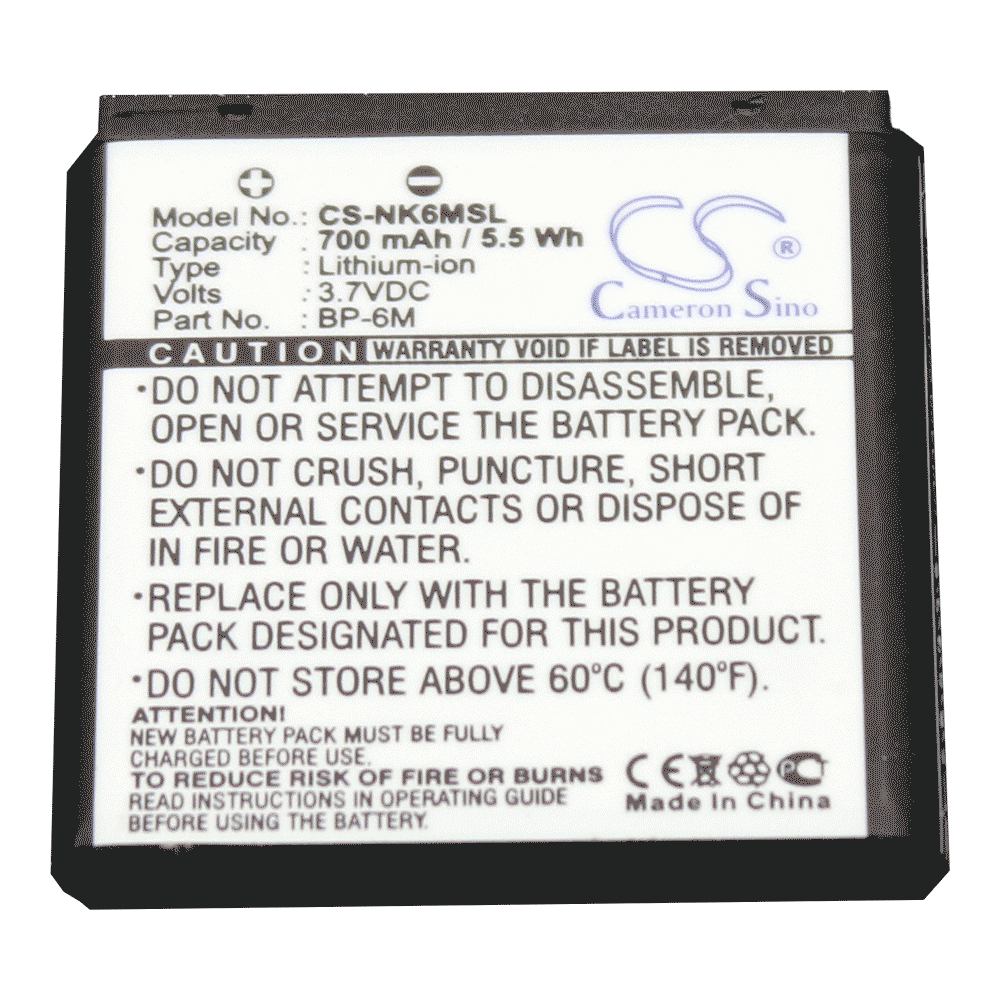 Model No.: CS-NK6MSL
Capacity : 700 mAh / 5.5 Wh
Type : Lithium-ion
Volts : 3.7VDC
Part No. : BP-6M
CS ®
Cameron Sino
CAUTION WARRANTY VOID IF LABEL IS REMOVED
•DO NOT ATTEMPT TO DISASSEMBLE,
OPEN OR SERVICE THE BATTERY PACK.
•DO NOT CRUSH, PUNCTURE, SHORT
EXTERNAL CONTACTS OR DISPOSE OF
IN FIRE OR WATER.
•REPLACE ONLY WITH THE BATTERY
PACK DESIGNATED FOR THIS PRODUCT.
•DO NOT STORE ABOVE 60°C (140°F).
ATTENTION!
NEW BATTERY PACK MUST BE FULLY
CHARGED BEFORE USE.
TO REDUCE RISK OF FIRE OR BURNS
READ INSTRUCTIONS IN OPERATING GUIDE
BEFORE USING THE BATTERY.
CE
Made In China